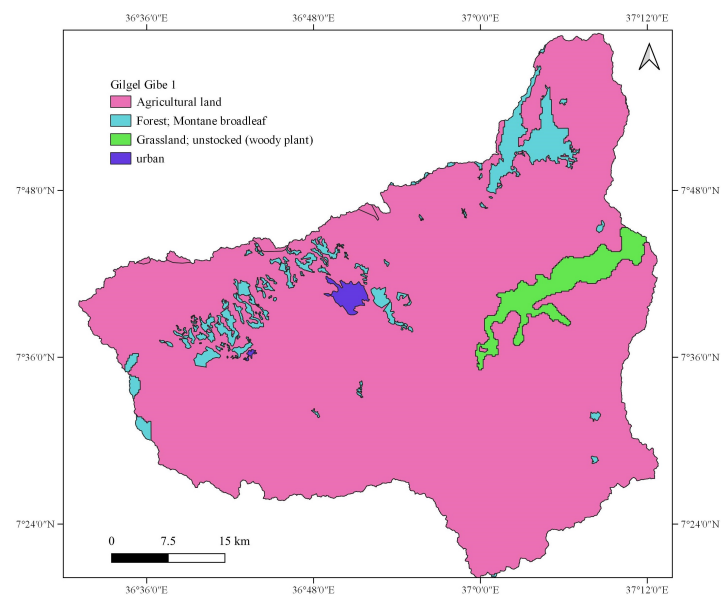 36°36'0"E 36°48'0"E 37°0'0"E 37°12'0"E
Gilgel Gibe 1
Agricultural land
Forest; Montane broadleaf
Grassland; unstocked (woody plant)
urban
7°48'0"N 7°48'0"N
7°36'0"N 7°36'0"N
7°24'0"N 7°24'0"N
0 7.5 15 km
36°36'0"E 36°48'0"E 37°0'0"E 37°12'0"E